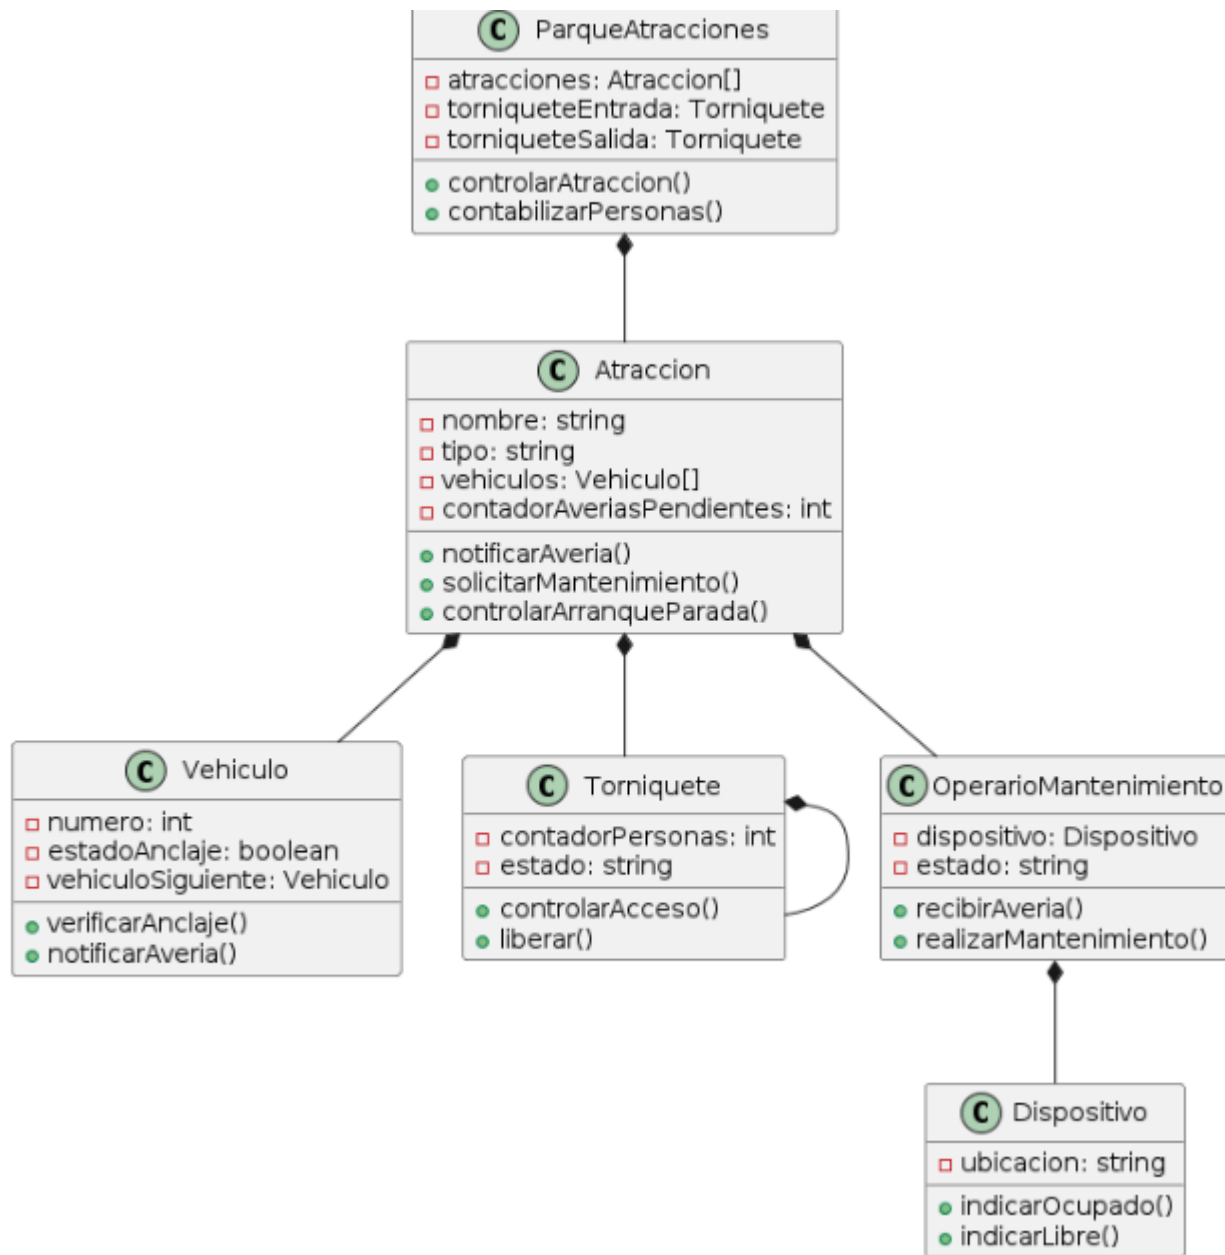 C ParqueAtracciones
atracciones: Atraccion[]
torniqueteEntrada: Torniquete
torniqueteSalida: Torniquete
controlarAtraccion()
contabilizarPersonas()
C Atraccion
nombre: string
tipo: string
vehiculos: Vehiculo[]
contadorAveriasPendientes: int
notificarAveria()
solicitarMantenimiento()
controlarArranqueParada()
C Vehiculo
numero: int
estadoAnclaje: boolean
vehiculoSiguiente: Vehiculo
verificarAnclaje()
notificarAveria()
C Torniquete
contadorPersonas: int
estado: string
controlarAcceso()
liberar()
C OperarioMantenimiento
dispositivo: Dispositivo
estado: string
recibirAveria()
realizarMantenimiento()
C Dispositivo
ubicacion: string
indicarOcupado()
indicarLibre()